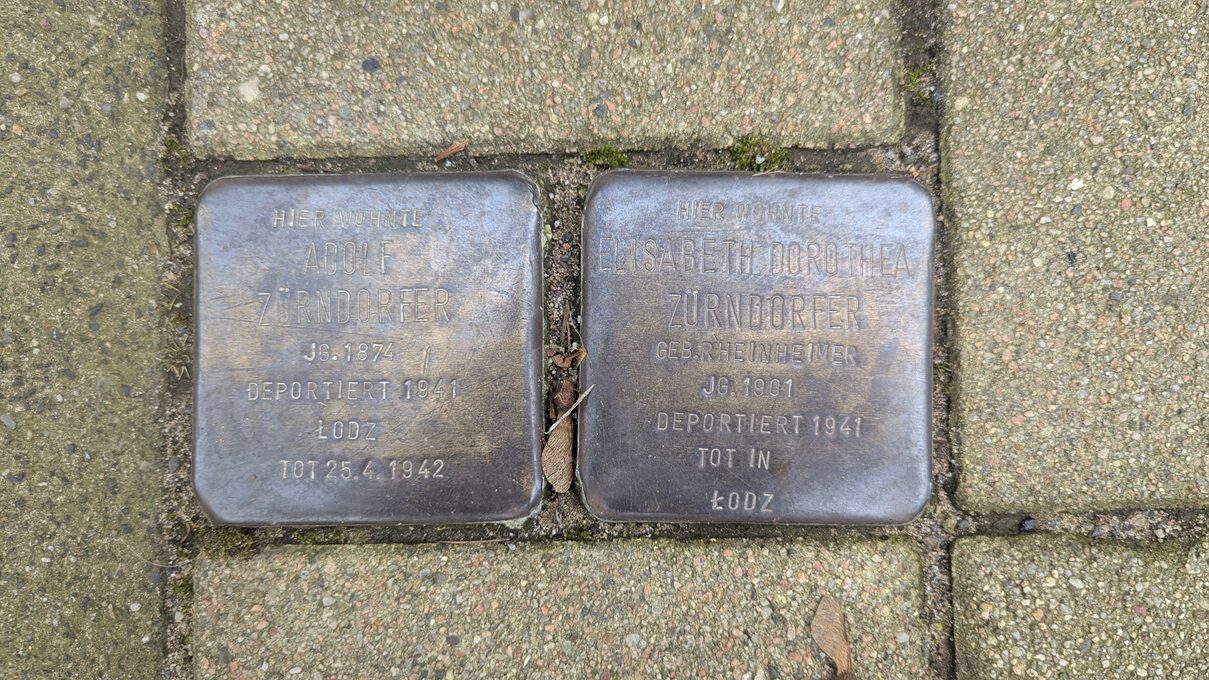 HIER WOHNTE
ADOLF
ZÜRNDORFER
JG. 1874
DEPORTIERT 1941
ŁODZ
TOT 25.4.1942
HIER WOHNTE
ELISABETH DOROTHEA
ZÜRNDORFER
GEB. RHEINHEIMER
JG. 1901
DEPORTIERT 1941
TOT IN
ŁODZ